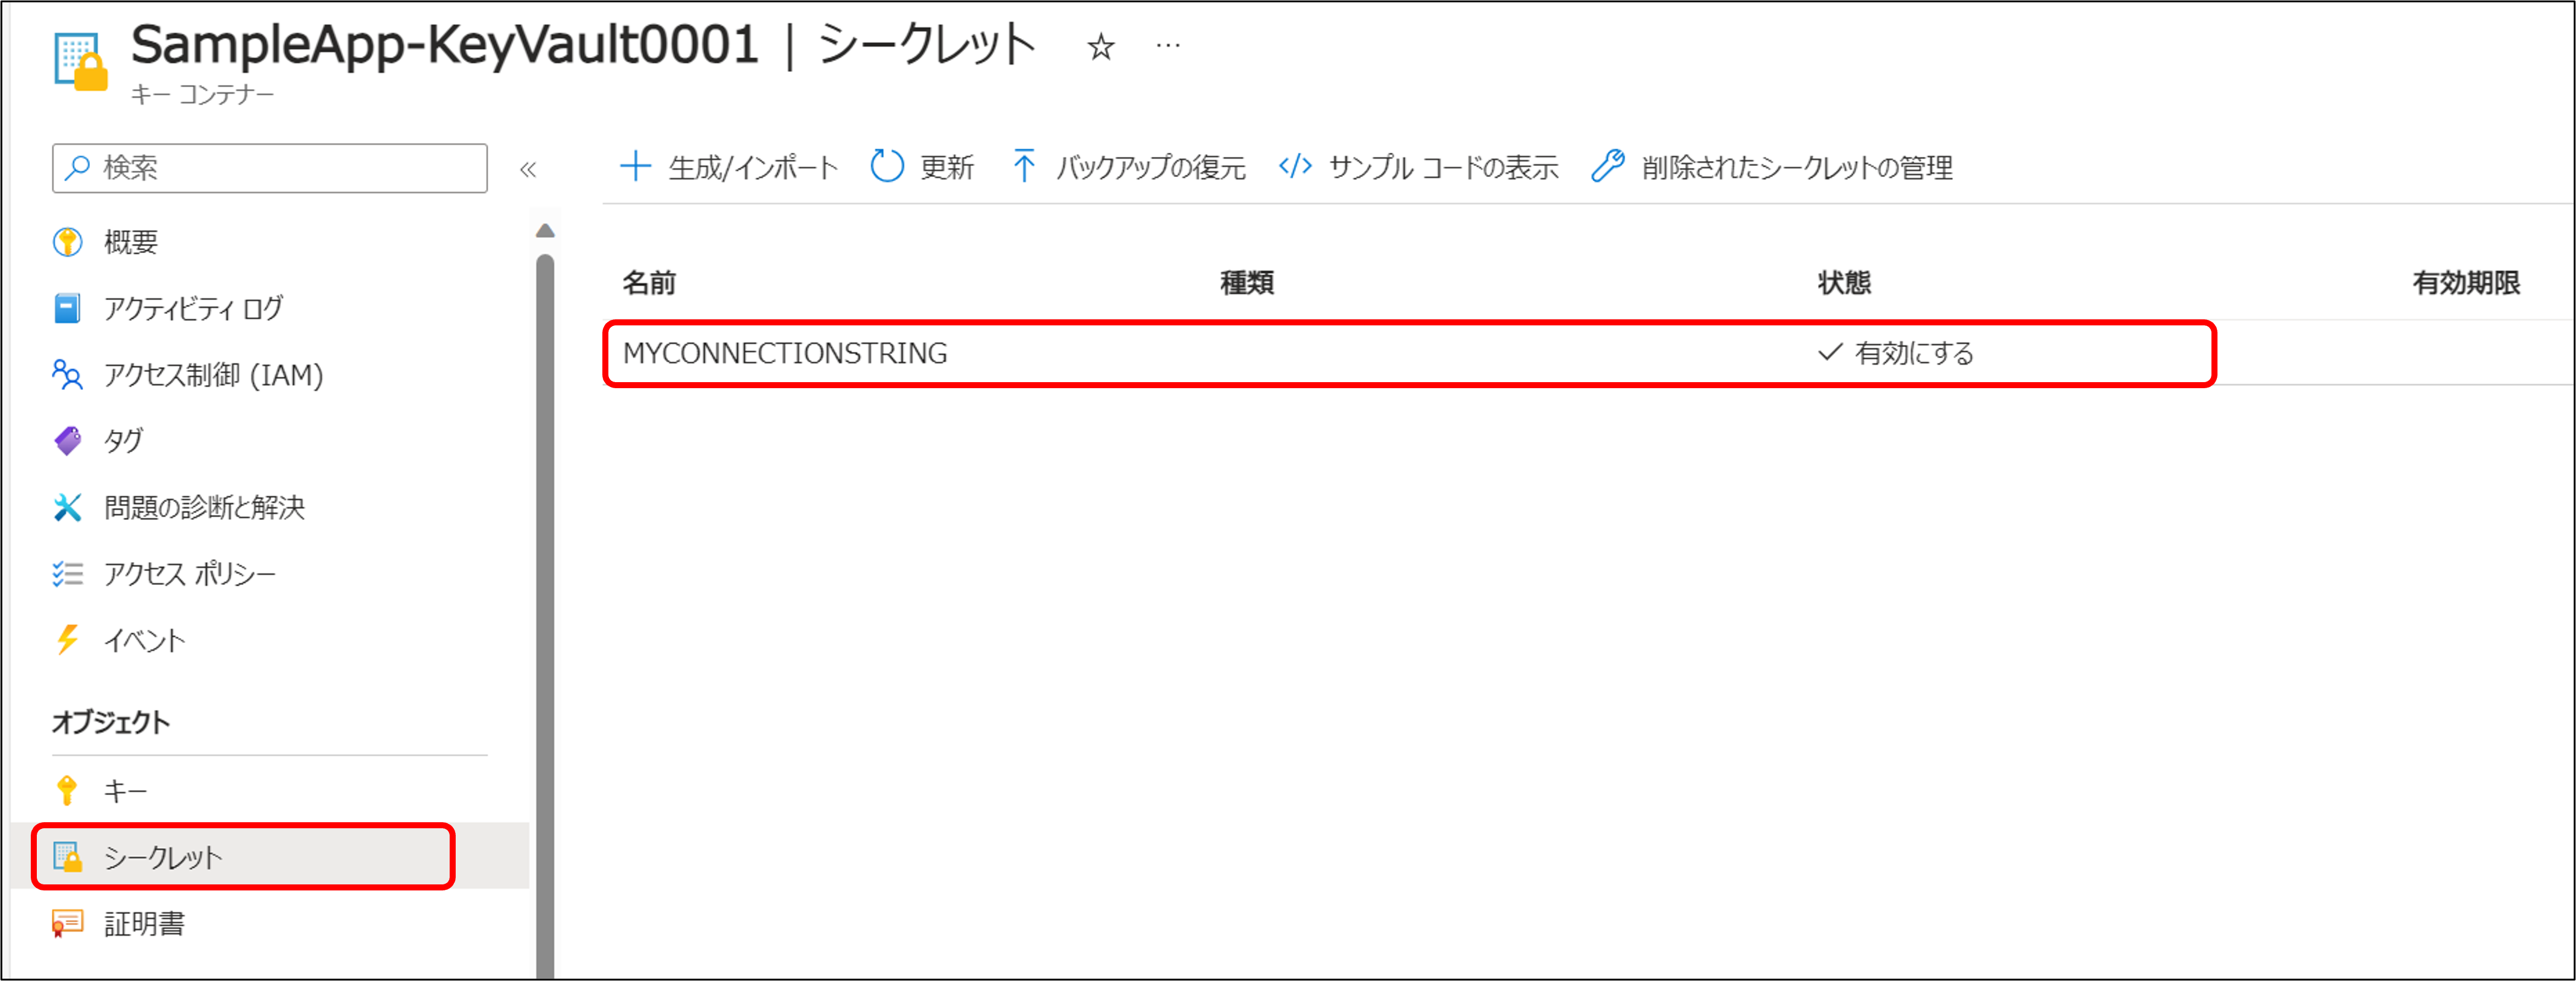 SampleApp-KeyVault0001 | シークレット ☆ …
キー コンテナー
検索 «
生成/インポート 更新 バックアップの復元 サンプル コードの表示 削除されたシークレットの管理
概要
アクティビティ ログ
アクセス制御 (IAM)
タグ
問題の診断と解決
アクセス ポリシー
イベント
オブジェクト
キー
シークレット
証明書
名前 種類 状態 有効期限
MYCONNECTIONSTRING ✓ 有効にする